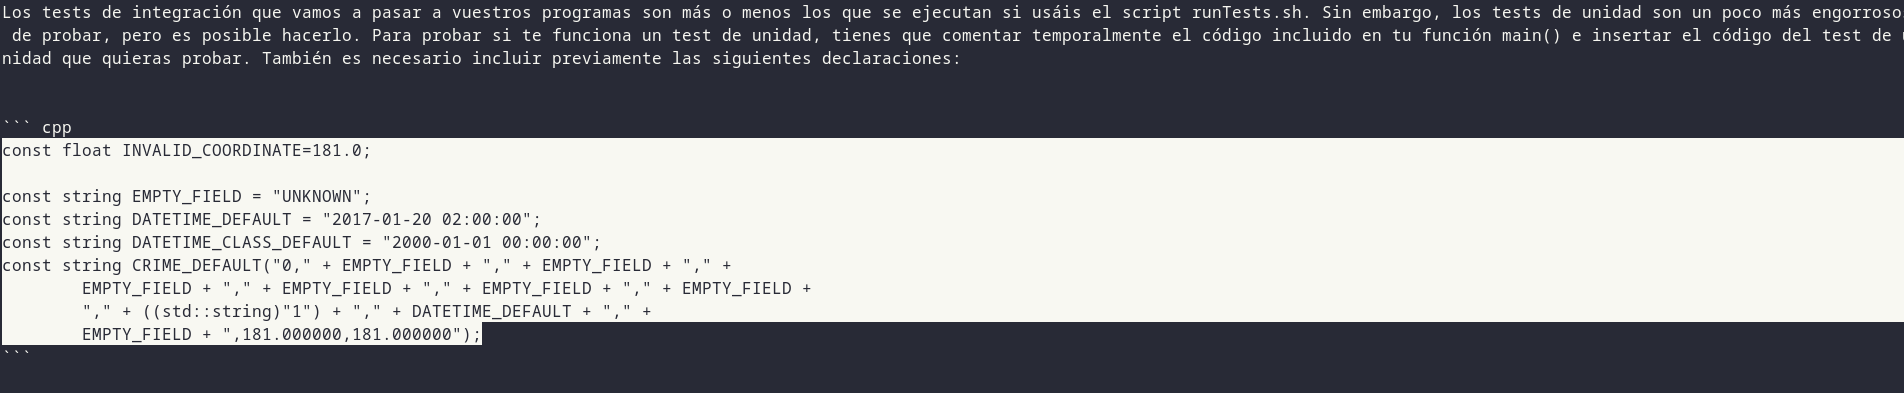 Los tests de integración que vamos a pasar a vuestros programas son más o menos los que se ejecutan si usáis el script runTests.sh. Sin embargo, los tests de unidad son un poco más engorroso
 de probar, pero es posible hacerlo. Para probar si te funciona un test de unidad, tienes que comentar temporalmente el código incluido en tu función main() e insertar el código del test de u
nidad que quieras probar. También es necesario incluir previamente las siguientes declaraciones:
``` cpp
const float INVALID_COORDINATE=181.0;
const string EMPTY_FIELD = "UNKNOWN";
const string DATETIME_DEFAULT = "2017-01-20 02:00:00";
const string DATETIME_CLASS_DEFAULT = "2000-01-01 00:00:00";
const string CRIME_DEFAULT("0," + EMPTY_FIELD + "," + EMPTY_FIELD + "," +
        EMPTY_FIELD + "," + EMPTY_FIELD + "," + EMPTY_FIELD + "," + EMPTY_FIELD +
        "," + ((std::string)"1") + "," + DATETIME_DEFAULT + "," +
        EMPTY_FIELD + ",181.000000,181.000000");
```